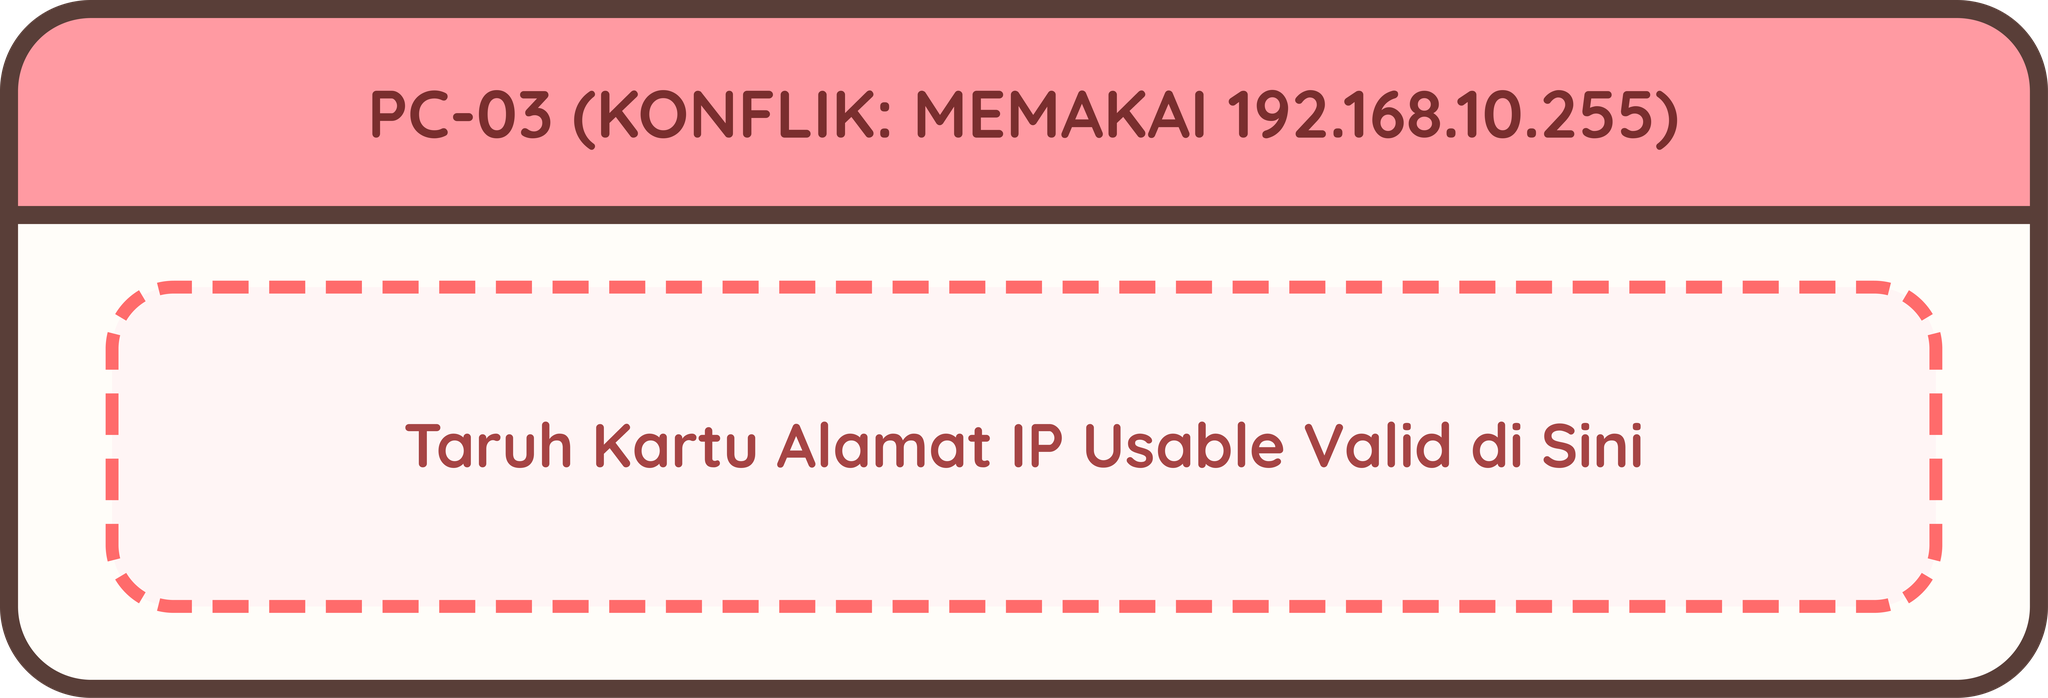 PC-03 (KONFLIK: MEMAKAI 192.168.10.255)
Taruh Kartu Alamat IP Usable Valid di Sini